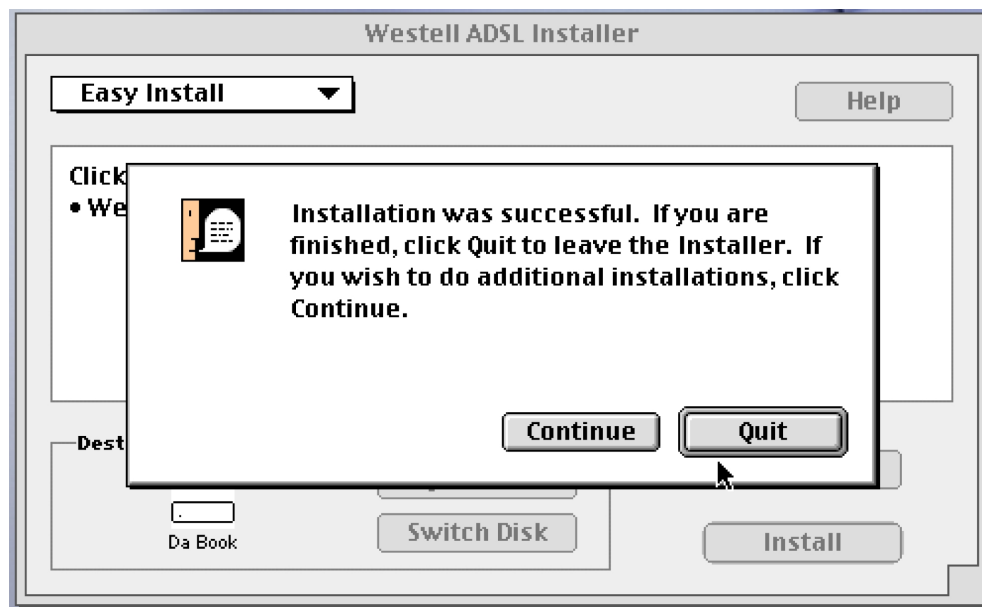 Westell ADSL Installer
Easy Install
Help
Click
• We
Installation was successful. If you are
finished, click Quit to leave the Installer. If
you wish to do additional installations, click
Continue.
Continue
Quit
Dest
Da Book
Switch Disk
Install